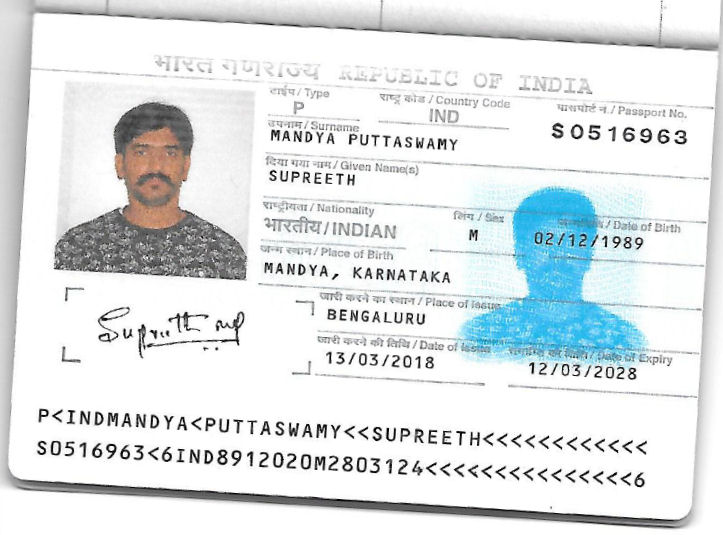 भारत गणराज्य REPUBLIC OF INDIA
टाईप / Type राष्ट्र कोड / Country Code पासपोर्ट न. / Passport No.
P IND S0516963
उपनाम / Surname
MANDYA PUTTASWAMY
दिया गया नाम / Given Name(s)
SUPREETH
राष्ट्रीयता / Nationality लिंग / Sex जन्मतिथि / Date of Birth
भारतीय / INDIAN M 02/12/1989
जन्म स्थान / Place of Birth
MANDYA, KARNATAKA
जारी करने का स्थान / Place of Issue
BENGALURU
जारी करने की तिथि / Date of Issue समाप्ति की तिथि / Date of Expiry
13/03/2018 12/03/2028
Supreeth mp
P<INDMANDYA<PUTTASWAMY<<SUPREETH<<<<<<<<<<<<
S0516963<6IND8912020M2803124<<<<<<<<<<<<<<<6